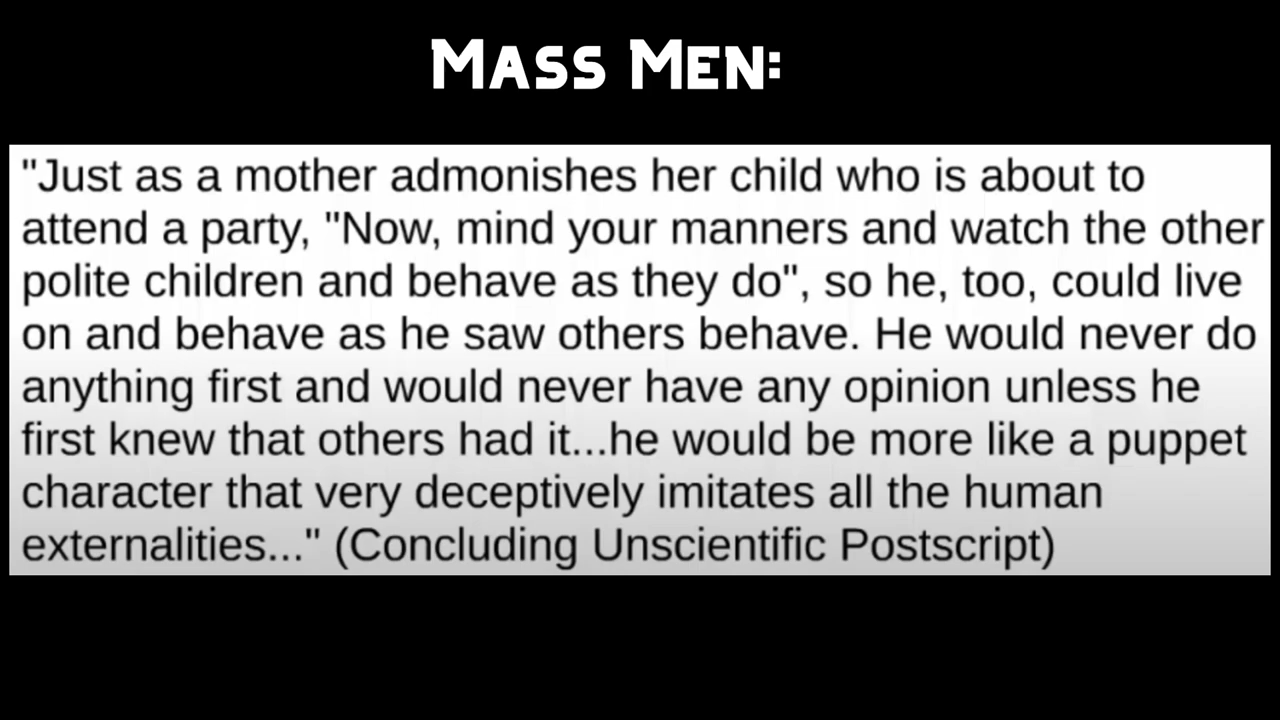 Mass Men:
"Just as a mother admonishes her child who is about to
attend a party, "Now, mind your manners and watch the other
polite children and behave as they do", so he, too, could live
on and behave as he saw others behave. He would never do
anything first and would never have any opinion unless he
first knew that others had it...he would be more like a puppet
character that very deceptively imitates all the human
externalities..." (Concluding Unscientific Postscript)